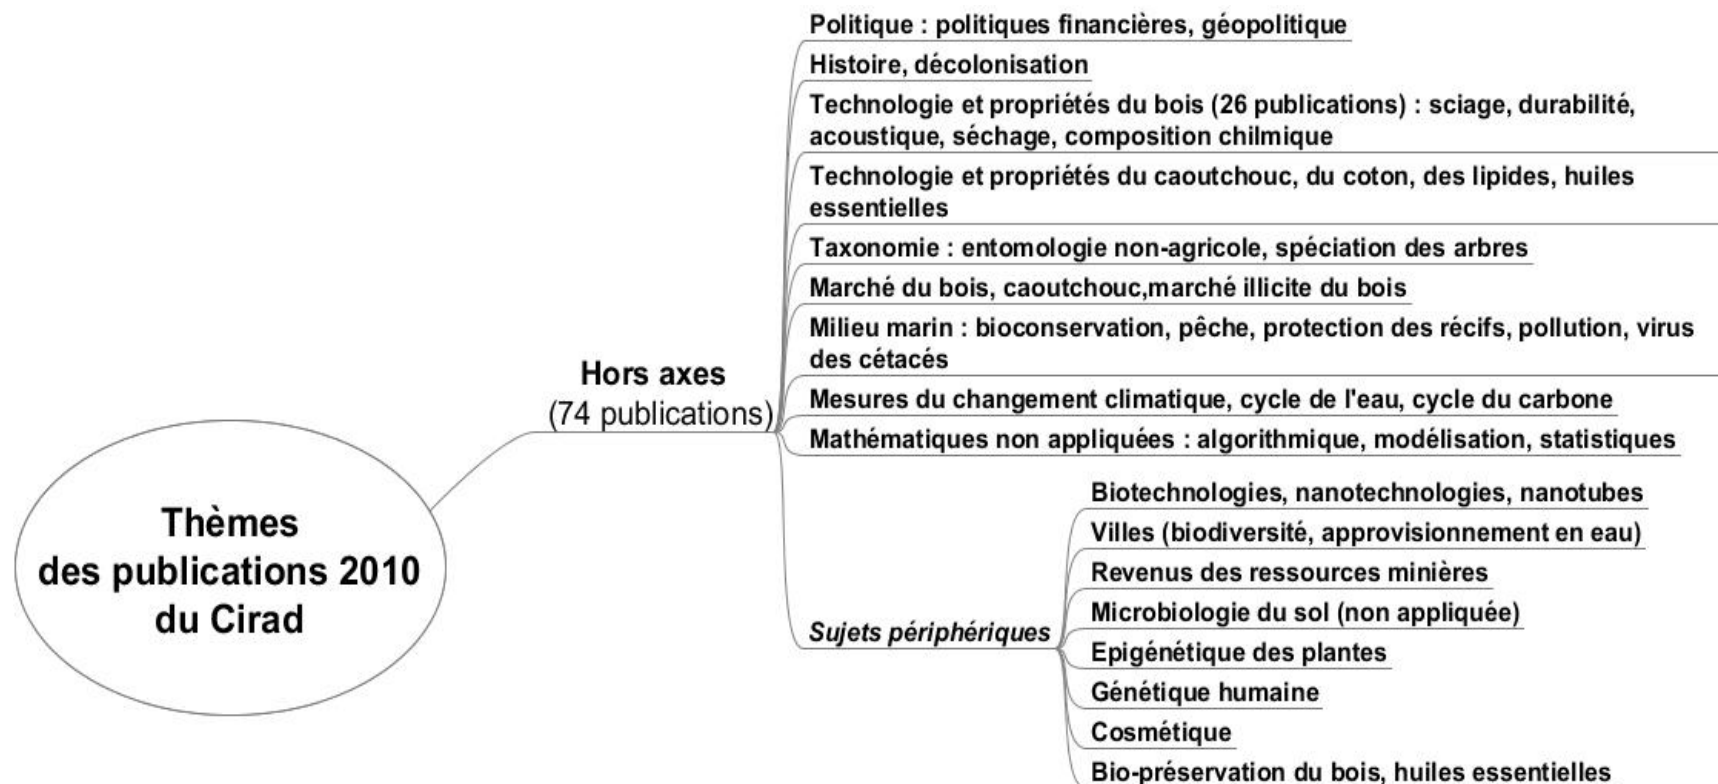 Politique : politiques financières, géopolitique
Histoire, décolonisation
Technologie et propriétés du bois (26 publications) : sciage, durabilité,
acoustique, séchage, composition chilmique
Technologie et propriétés du caoutchouc, du coton, des lipides, huiles
essentielles
Taxonomie : entomologie non-agricole, spéciation des arbres
Marché du bois, caoutchouc,marché illicite du bois
Milieu marin : bioconservation, pêche, protection des récifs, pollution, virus
des cétacés
Hors axes
(74 publications)
Mesures du changement climatique, cycle de l'eau, cycle du carbone
Mathématiques non appliquées : algorithmique, modélisation, statistiques
Thèmes
des publications 2010
du Cirad
Sujets périphériques
Biotechnologies, nanotechnologies, nanotubes
Villes (biodiversité, approvisionnement en eau)
Revenus des ressources minières
Microbiologie du sol (non appliquée)
Epigénétique des plantes
Génétique humaine
Cosmétique
Bio-préservation du bois, huiles essentielles